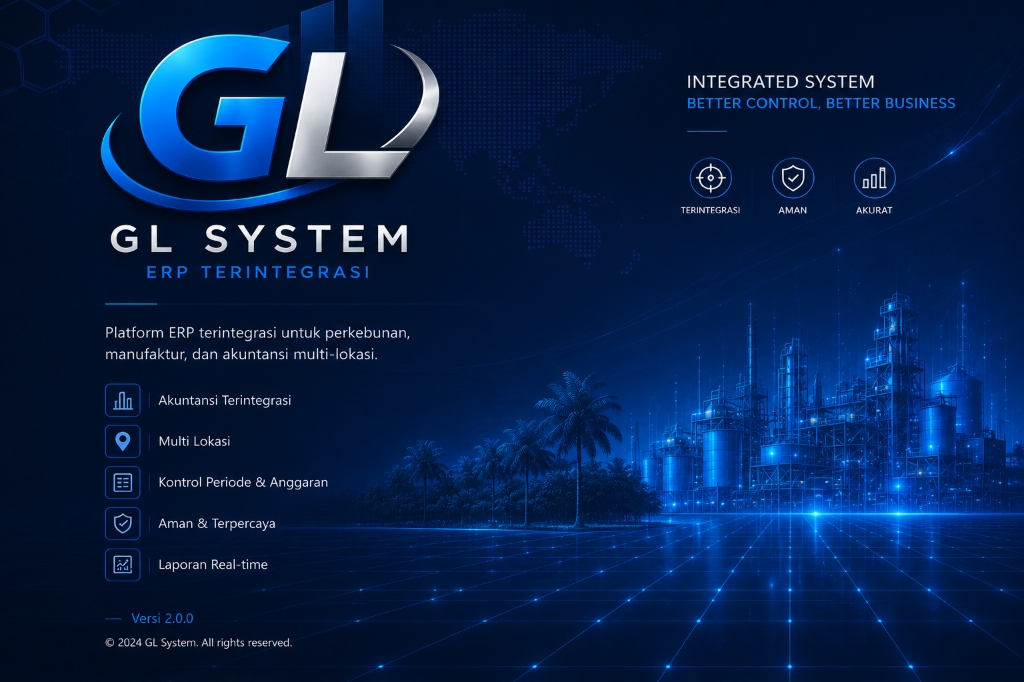 GL
GL SYSTEM
ERP TERINTEGRASI
Platform ERP terintegrasi untuk perkebunan,
manufaktur, dan akuntansi multi-lokasi.
Akuntansi Terintegrasi
Multi Lokasi
Kontrol Periode & Anggaran
Aman & Terpercaya
Laporan Real-time
Versi 2.0.0
© 2024 GL System. All rights reserved.
INTEGRATED SYSTEM
BETTER CONTROL, BETTER BUSINESS
TERINTEGRASI
AMAN
AKURAT